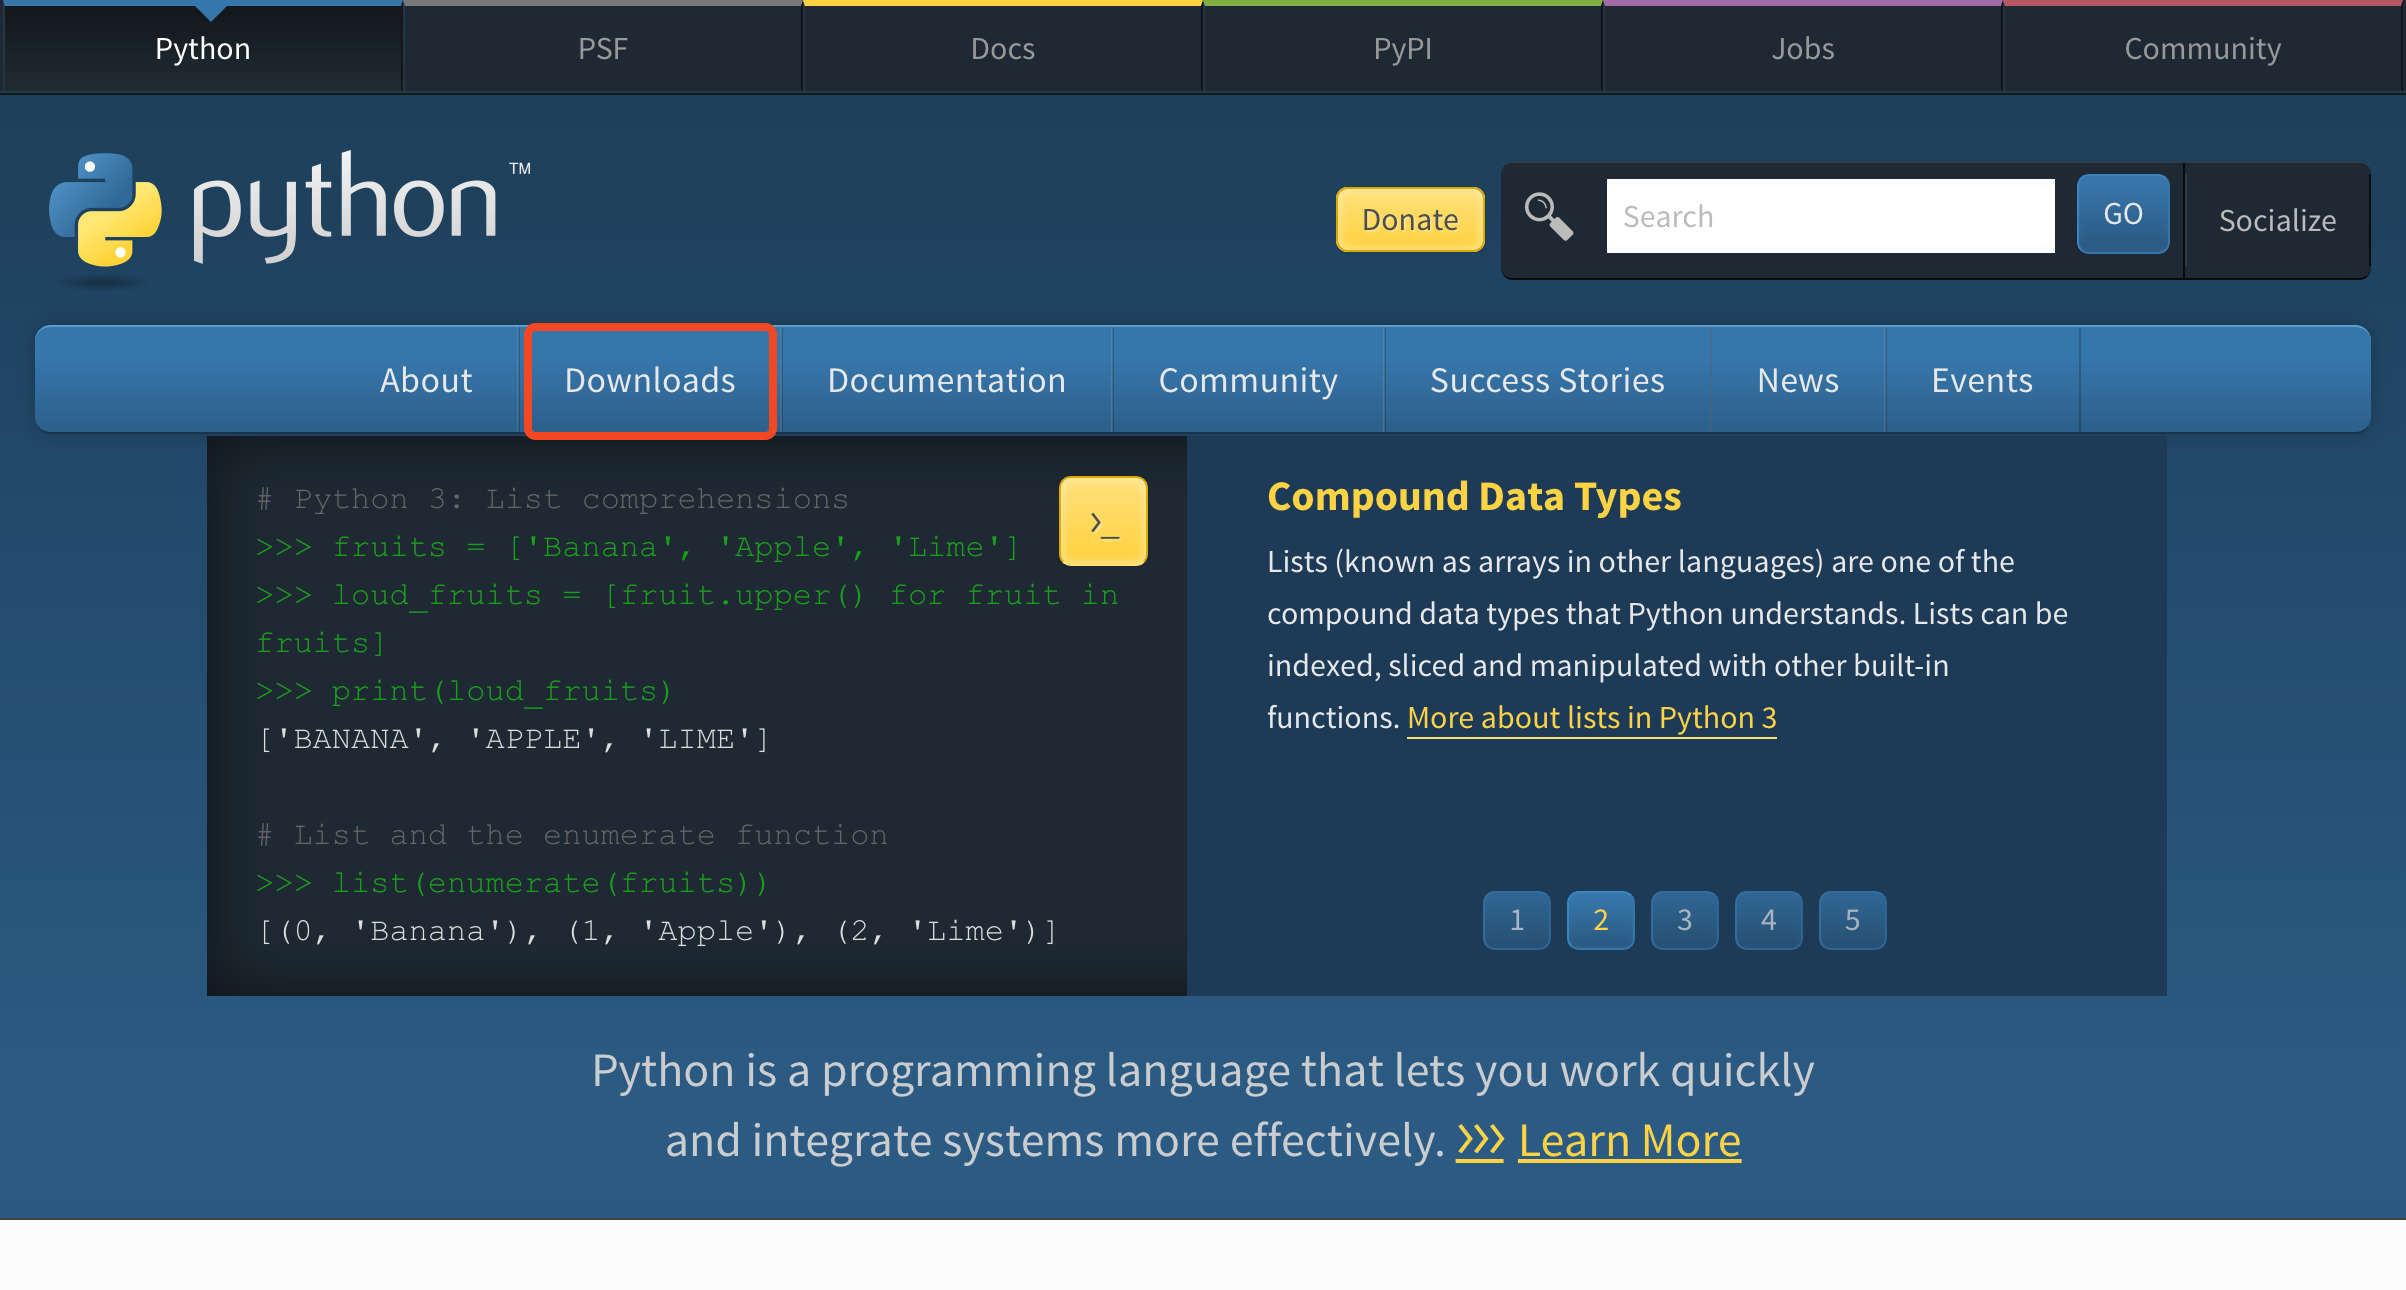 Python PSF Docs PyPI Jobs Community
python™
Donate Search GO Socialize
About Downloads Documentation Community Success Stories News Events
# Python 3: List comprehensions
>>> fruits = ['Banana', 'Apple', 'Lime']
>>> loud_fruits = [fruit.upper() for fruit in
fruits]
>>> print(loud_fruits)
['BANANA', 'APPLE', 'LIME']
# List and the enumerate function
>>> list(enumerate(fruits))
[(0, 'Banana'), (1, 'Apple'), (2, 'Lime')]
>_
Compound Data Types
Lists (known as arrays in other languages) are one of the
compound data types that Python understands. Lists can be
indexed, sliced and manipulated with other built-in
functions. More about lists in Python 3
1 2 3 4 5
Python is a programming language that lets you work quickly
and integrate systems more effectively. >>> Learn More